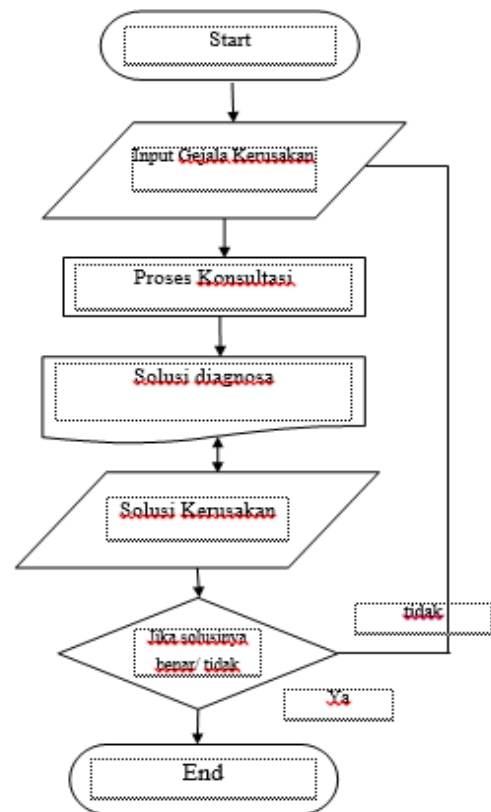 Start
Input Gejala Kerusakan
Proses Konsultasi
Solusi diagnosa
Solusi Kerusakan
Jika solusinya
benar/ tidak
tidak
Ya
End